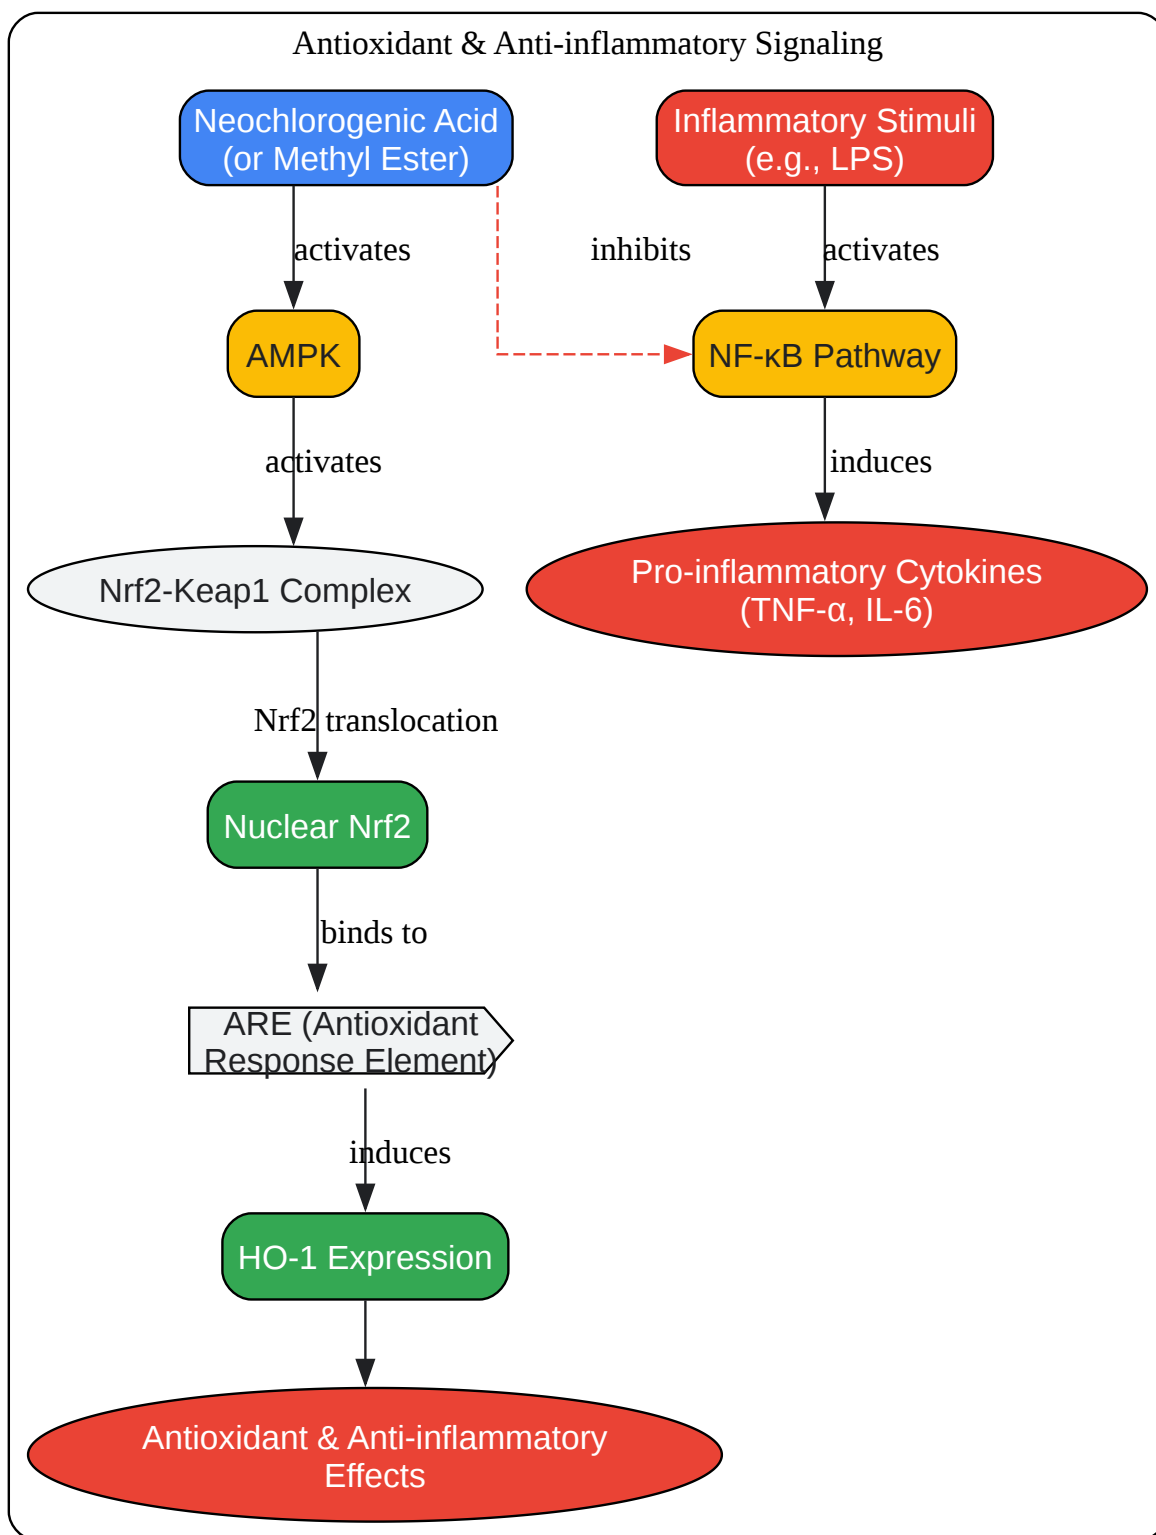 Antioxidant & Anti-inflammatory Signaling
Neochlorogenic Acid
(or Methyl Ester)
Inflammatory Stimuli
(e.g., LPS)
activates
inhibits
activates
AMPK
NF-κB Pathway
activates
induces
Nrf2-Keap1 Complex
Pro-inflammatory Cytokines
(TNF-α, IL-6)
Nrf2 translocation
Nuclear Nrf2
binds to
ARE (Antioxidant
Response Element)
induces
HO-1 Expression
Antioxidant & Anti-inflammatory
Effects